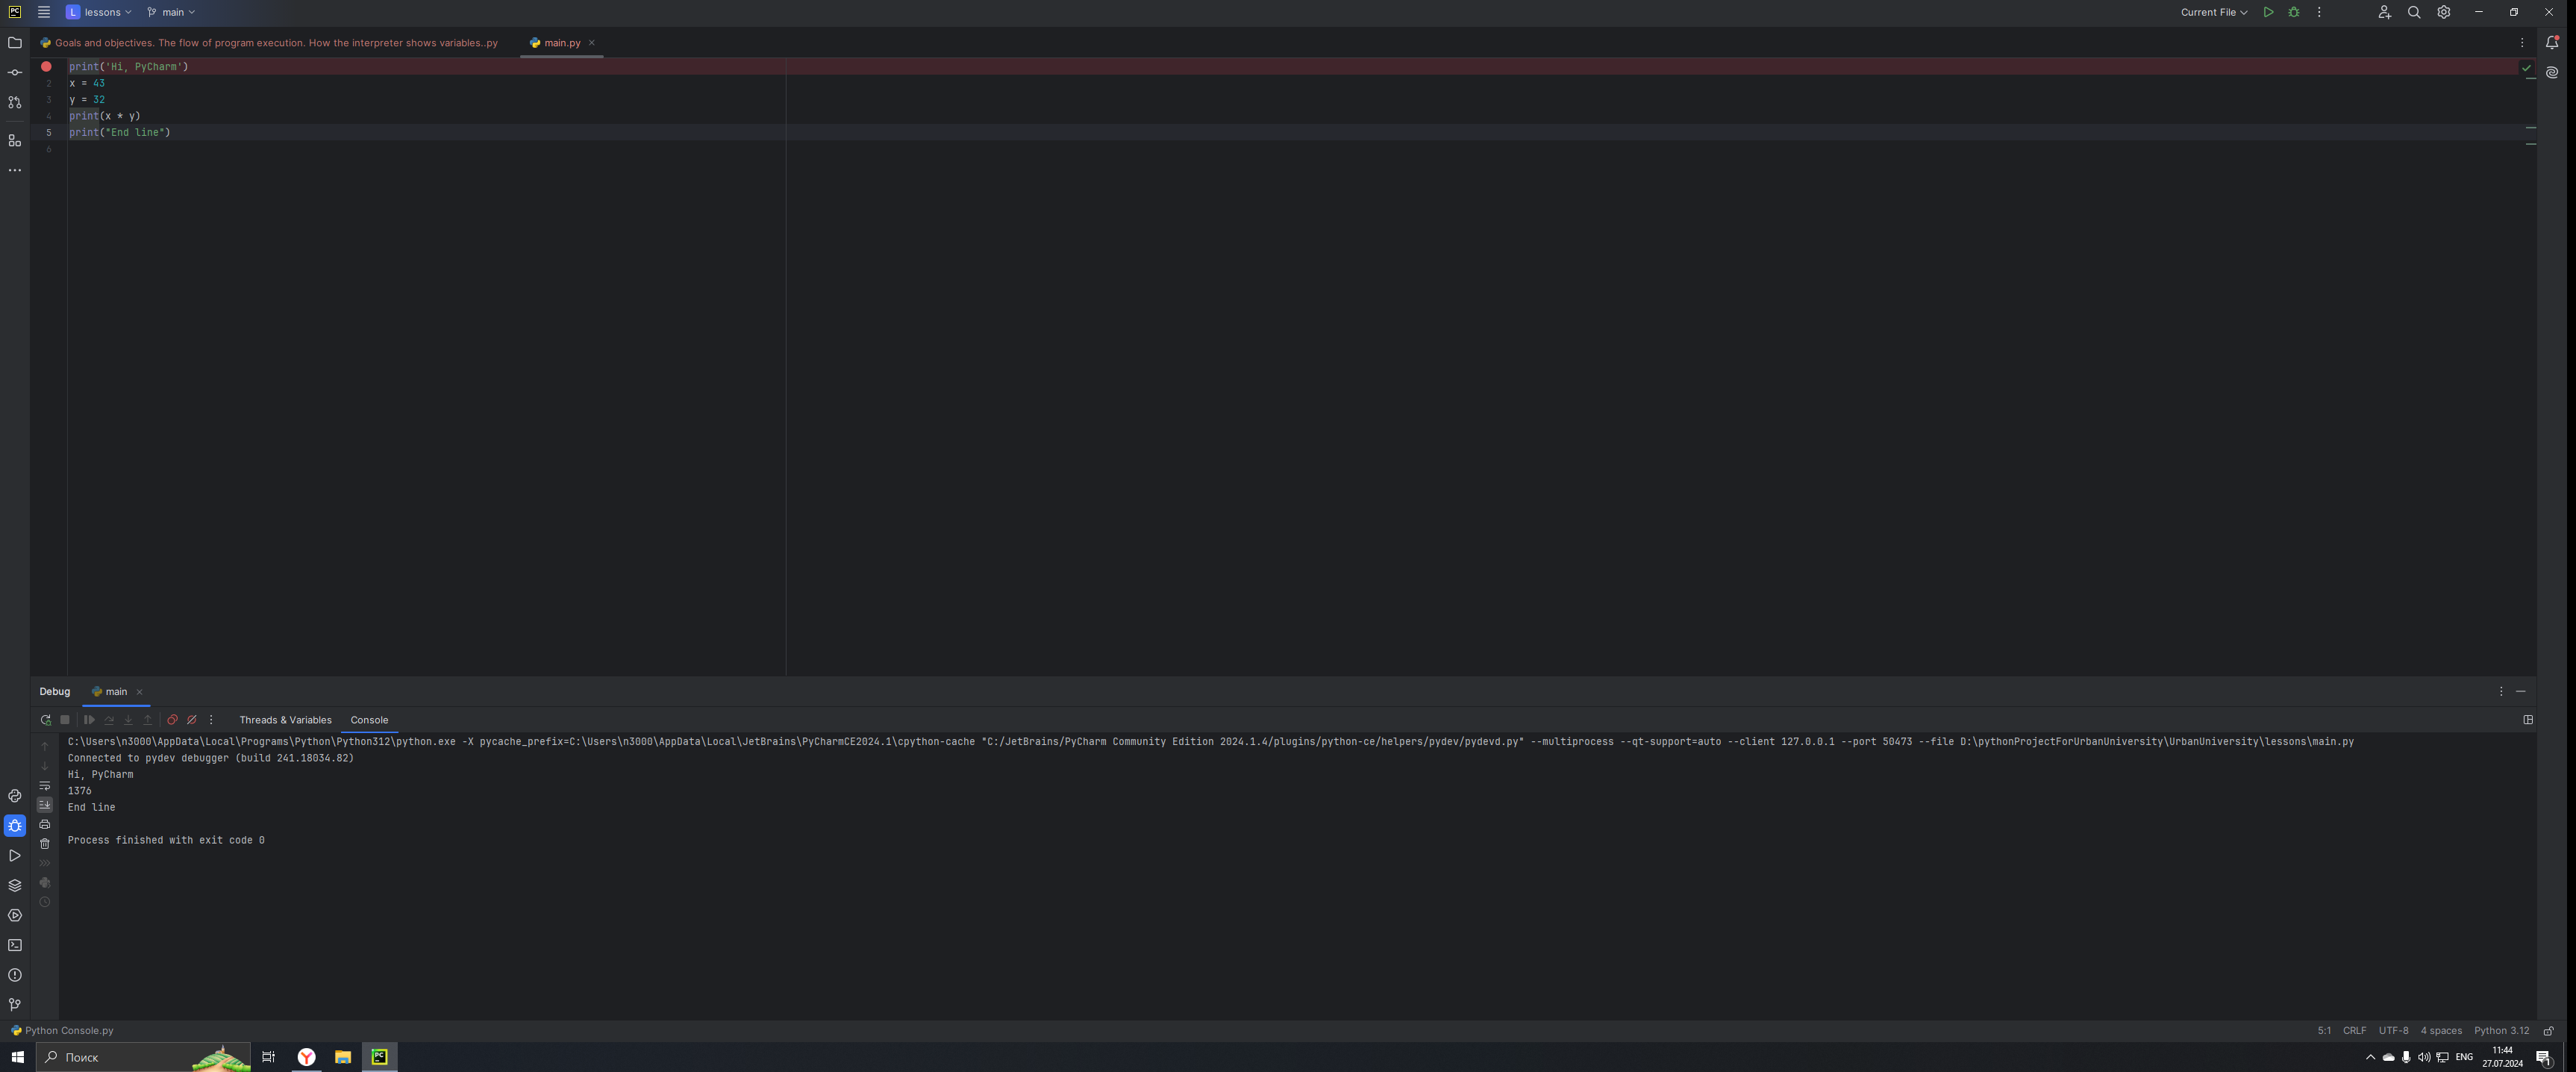 PC
L lessons main Current File
Goals and objectives. The flow of program execution. How the interpreter shows variables..py main.py
print('Hi, PyCharm')
2 x = 43
3 y = 32
4 print(x * y)
5 print("End line")
6
Debug main
Threads & Variables Console
C:\Users\n3000\AppData\Local\Programs\Python\Python312\python.exe -X pycache_prefix=C:\Users\n3000\AppData\Local\JetBrains\PyCharmCE2024.1\cpython-cache "C:/JetBrains/PyCharm Community Edition 2024.1.4/plugins/python-ce/helpers/pydev/pydevd.py" --multiprocess --qt-support=auto --client 127.0.0.1 --port 50473 --file D:\pythonProjectForUrbanUniversity\UrbanUniversity\lessons\main.py
Connected to pydev debugger (build 241.18034.82)
Hi, PyCharm
1376
End line
Process finished with exit code 0
Python Console.py 5:1 CRLF UTF-8 4 spaces Python 3.12
Поиск PC ENG 11:44
27.07.2024 1